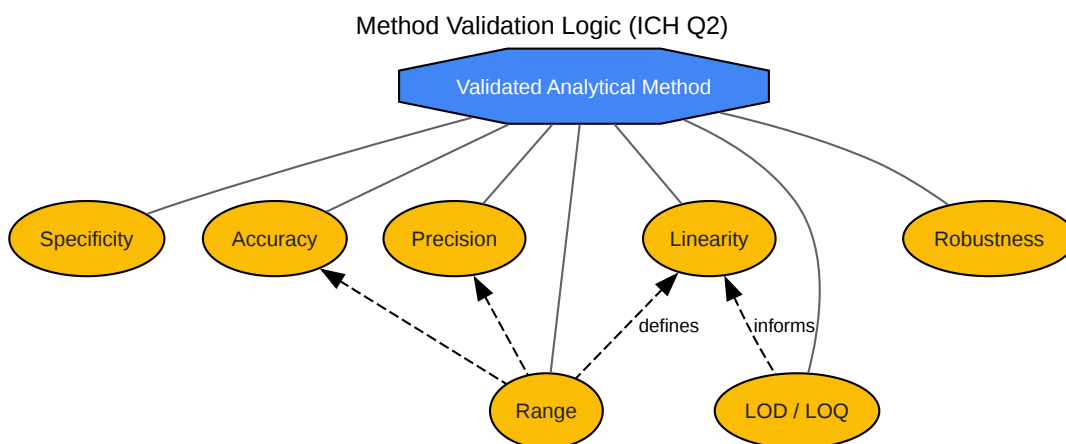 Method Validation Logic (ICH Q2)
Validated Analytical Method
Specificity
Accuracy
Precision
Linearity
Robustness
defines
informs
Range
LOD / LOQ